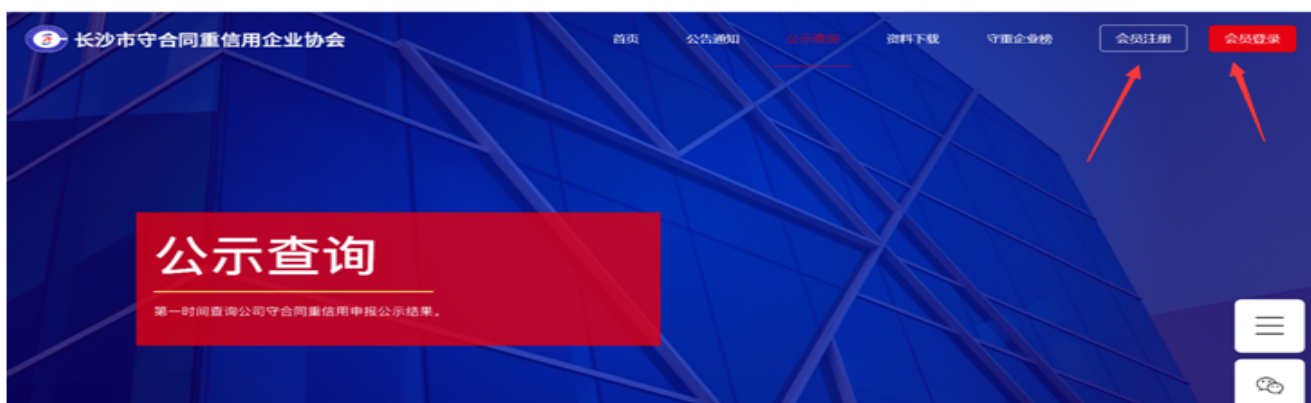 长沙市守合同重信用企业协会
首页 公告通知 公示查询 资料下载 守重企业榜 会员注册 会员登录
公示查询
第一时间查询公司守合同重信用申报公示结果。